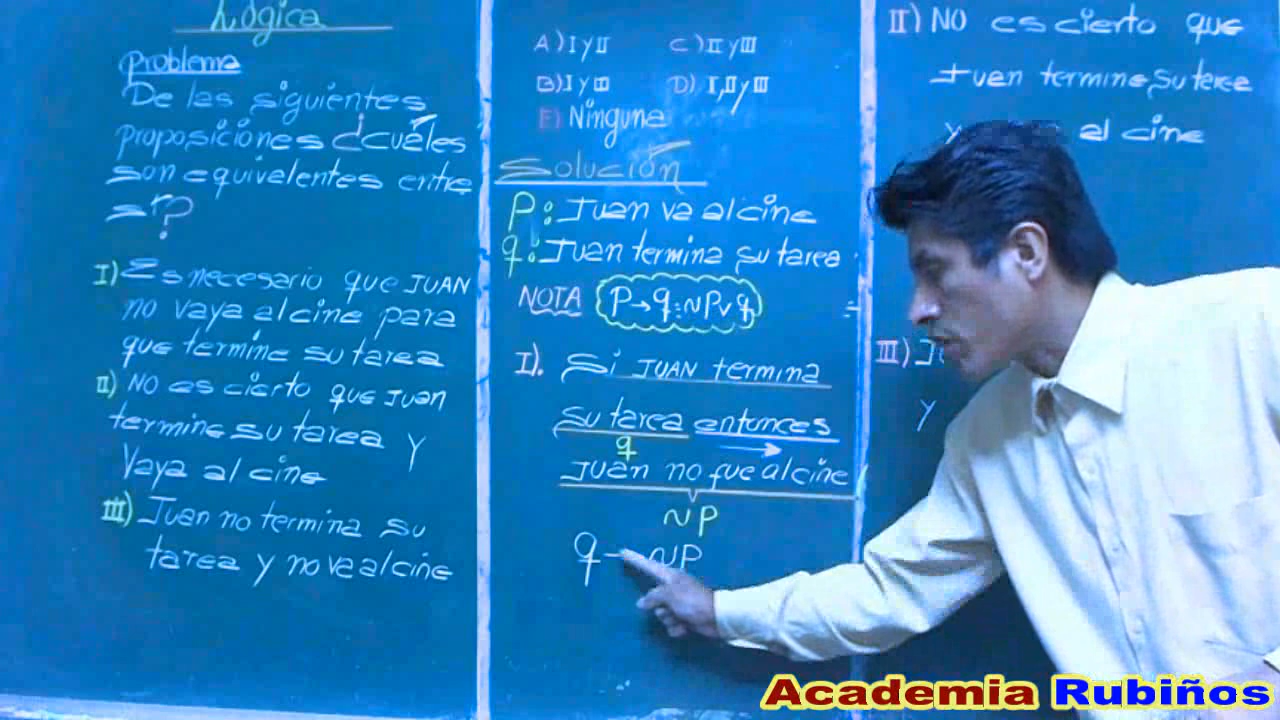 Lógica
problema
De las siguientes
proposiciones ¿cuáles
son equivalentes entre
sí?
I) Es necesario que JUAN
no vaya al cine para
que termine su tarea
II) NO es cierto que Juan
termine su tarea y
Vaya al cine
III) Juan no termina su
tarea y no va al cine
A) I y II C) II y III
B) I y III D) I, II y III
E) Ninguna
Solución
P: Juan va al cine
q: Juan termina su tarea
NOTA P→q≡~P∨q
I). Si JUAN termina
su tarea entonces
q →
Juan no fue al cine
~P
q → ~P
II) NO es cierto que
Juan termine su tarea
y al cine
III)
y
Academia Rubiños